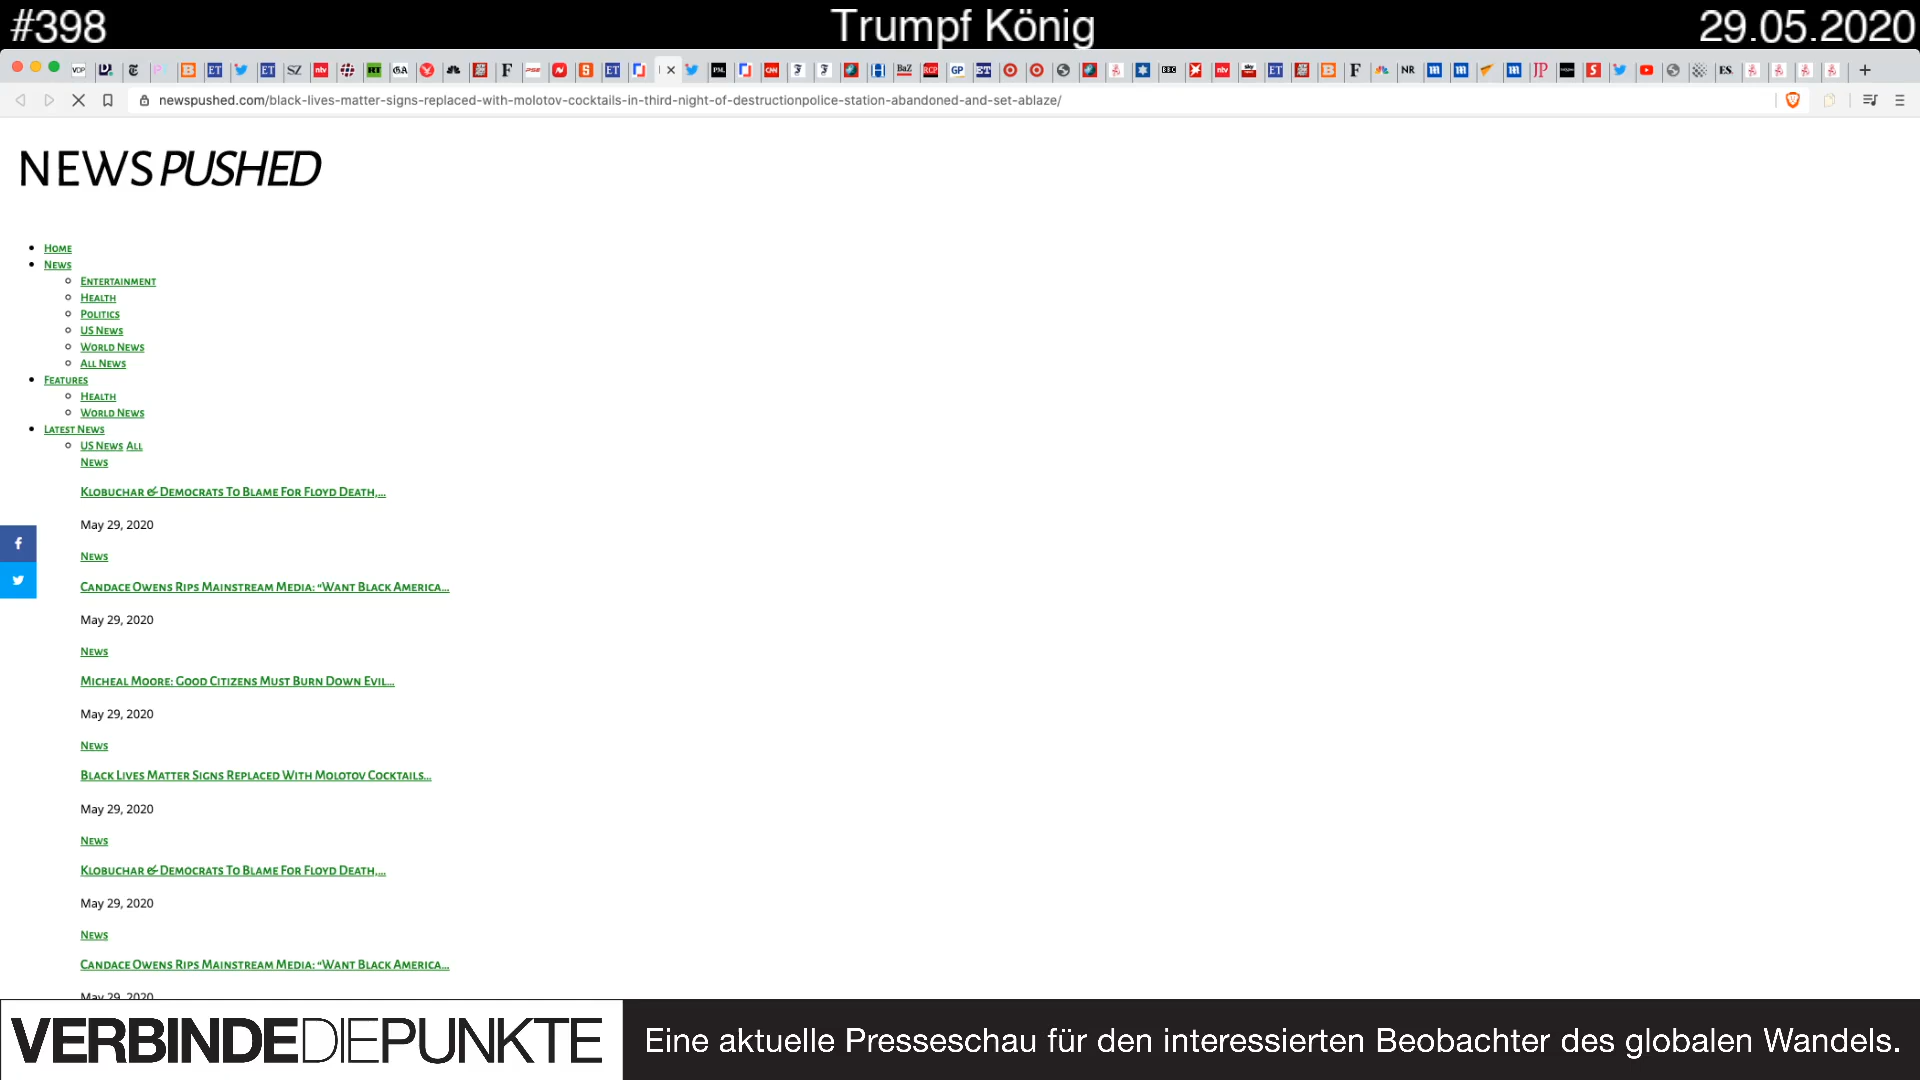 #398
Trumpf König
29.05.2020
newspushed.com/black-lives-matter-signs-replaced-with-molotov-cocktails-in-third-night-of-destructionpolice-station-abandoned-and-set-ablaze/
NEWS PUSHED
Home
News
Entertainment
Health
Politics
US News
World News
All News
Features
Health
World News
Latest News
US News All
News
Klobuchar & Democrats To Blame For Floyd Death,...
May 29, 2020
News
Candace Owens Rips Mainstream Media: “Want Black America...
May 29, 2020
News
Micheal Moore: Good Citizens Must Burn Down Evil...
May 29, 2020
News
Black Lives Matter Signs Replaced With Molotov Cocktails...
May 29, 2020
News
Klobuchar & Democrats To Blame For Floyd Death,...
May 29, 2020
News
Candace Owens Rips Mainstream Media: “Want Black America...
May 29, 2020
VERBINDEDIEPUNKTE
Eine aktuelle Presseschau für den interessierten Beobachter des globalen Wandels.